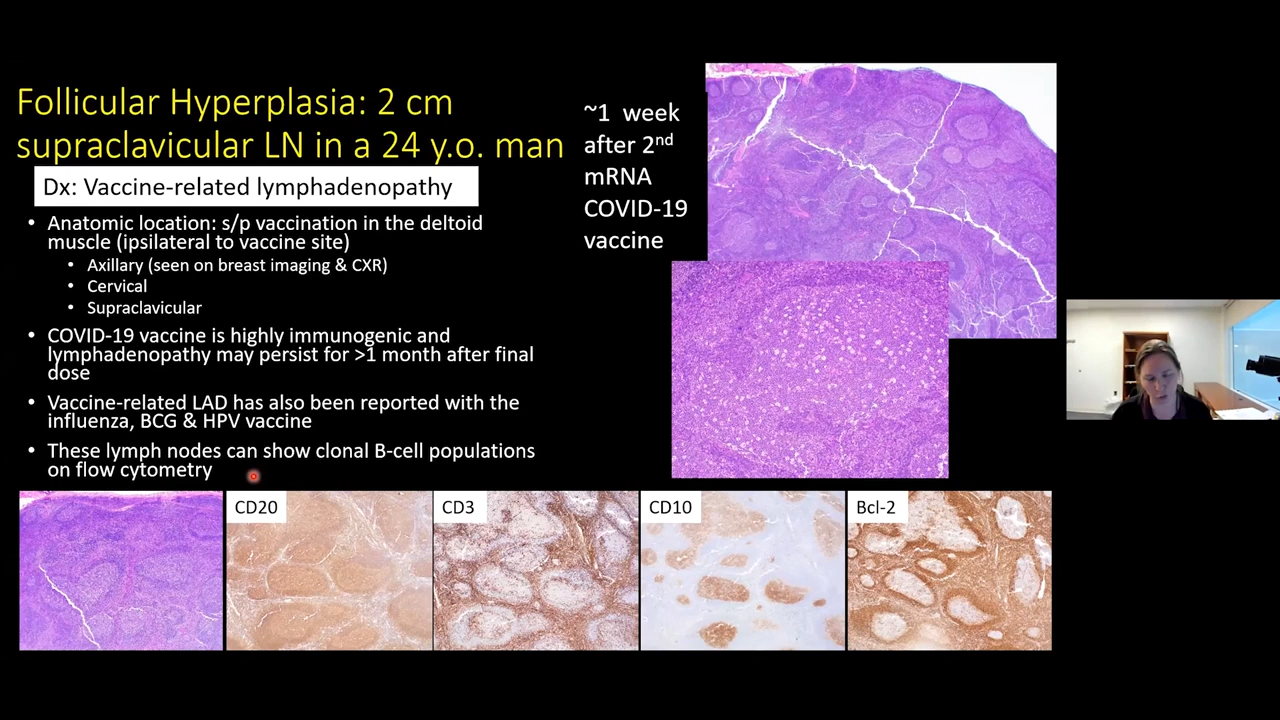 Follicular Hyperplasia: 2 cm
supraclavicular LN in a 24 y.o. man
Dx: Vaccine-related lymphadenopathy
• Anatomic location: s/p vaccination in the deltoid
muscle (ipsilateral to vaccine site)
• Axillary (seen on breast imaging & CXR)
• Cervical
• Supraclavicular
• COVID-19 vaccine is highly immunogenic and
lymphadenopathy may persist for >1 month after final
dose
• Vaccine-related LAD has also been reported with the
influenza, BCG & HPV vaccine
• These lymph nodes can show clonal B-cell populations
on flow cytometry
~1 week
after 2nd
mRNA
COVID-19
vaccine
CD20
CD3
CD10
Bcl-2